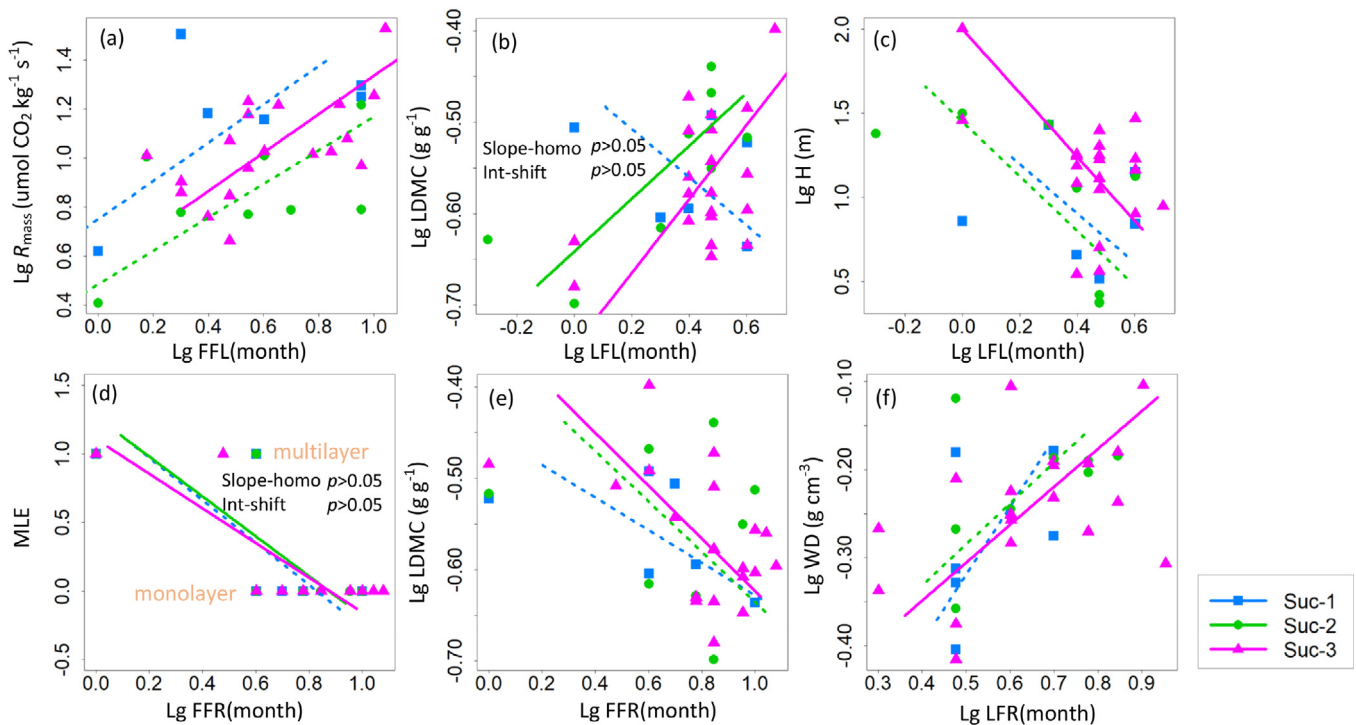 (a)
Lg Rmass (umol CO2 kg-1 s-1)
0.4 0.6 0.8 1.0 1.2 1.4
0.0 0.2 0.4 0.6 0.8 1.0
Lg FFL(month)
(b)
Lg LDMC (g g-1)
-0.70 -0.60 -0.50 -0.40
Slope-homo p>0.05
Int-shift p>0.05
-0.2 0.0 0.2 0.4 0.6
Lg LFL(month)
(c)
Lg H (m)
0.5 1.0 1.5 2.0
-0.2 0.0 0.2 0.4 0.6
Lg LFL(month)
(d)
MLE
-0.5 0.0 0.5 1.0 1.5
multilayer
Slope-homo p>0.05
Int-shift p>0.05
monolayer
0.0 0.2 0.4 0.6 0.8 1.0
Lg FFR(month)
(e)
Lg LDMC (g g-1)
-0.70 -0.60 -0.50 -0.40
0.0 0.2 0.4 0.6 0.8 1.0
Lg FFR(month)
(f)
Lg WD (g cm-3)
-0.40 -0.30 -0.20 -0.10
0.3 0.4 0.5 0.6 0.7 0.8 0.9
Lg LFR(month)
Suc-1
Suc-2
Suc-3